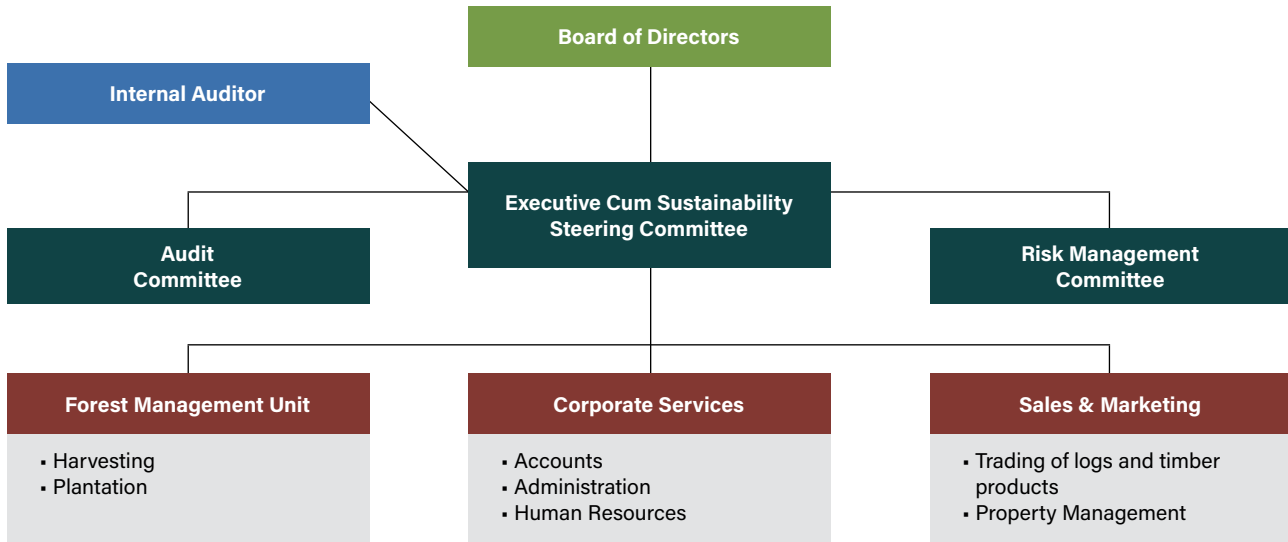 Board of Directors
Internal Auditor
Executive Cum Sustainability
Steering Committee
Audit
Committee
Risk Management
Committee
Forest Management Unit
▪ Harvesting
▪ Plantation
Corporate Services
▪ Accounts
▪ Administration
▪ Human Resources
Sales & Marketing
▪ Trading of logs and timber
products
▪ Property Management